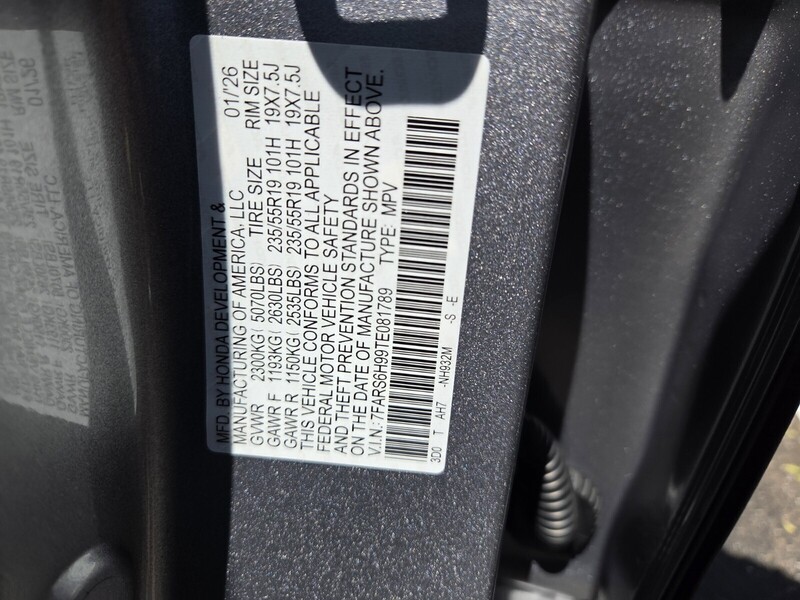 MFD. BY HONDA DEVELOPMENT &
MANUFACTURING OF AMERICA, LLC 01/'26
GVWR 2300KG( 5070LBS) TIRE SIZE RIM SIZE
GAWR F 1193KG( 2630LBS) 235/55R19 101H 19X7.5J
GAWR R 1150KG( 2535LBS) 235/55R19 101H 19X7.5J
THIS VEHICLE CONFORMS TO ALL APPLICABLE
FEDERAL MOTOR VEHICLE SAFETY
AND THEFT PREVENTION STANDARDS IN EFFECT
ON THE DATE OF MANUFACTURE SHOWN ABOVE.
V.I.N.: 7FARS6H99TE081789 TYPE: MPV
3D0 T AH7 -NH932M -S -E